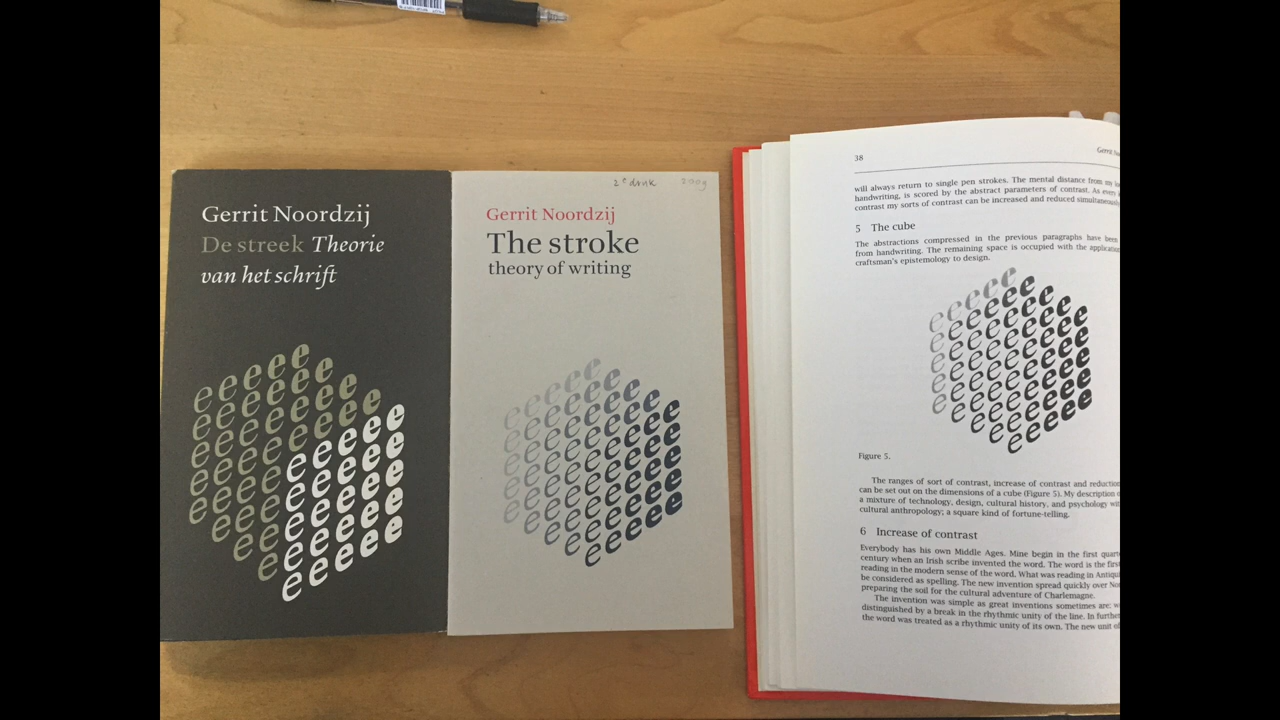 Gerrit Noordzij
De streek Theorie
van het schrift
2e druk 2009
Gerrit Noordzij
The stroke
theory of writing
38
Gerrit
will always return to single pen strokes. The mental distance from my
handwriting, is scored by the abstract parameters of contrast. As every
contrast my sorts of contrast can be increased and reduced simultaneously
5 The cube
The abstractions compressed in the previous paragraphs have been
from handwriting. The remaining space is occupied with the
craftsman's epistemology to design.
Figure 5.
The ranges of sort of contrast, increase of contrast and reduction
can be set out on the dimensions of a cube (Figure 5). My description
a mixture of technology, design, cultural history, and psychology
cultural anthropology; a square kind of fortune-telling.
6 Increase of contrast
Everybody has his own Middle Ages. Mine begin in the first
century when an Irish scribe invented the word. The word is the
reading in the modern sense of the word. What was reading in
be considered as spelling. The new invention spread quickly over
preparing the soil for the cultural adventure of Charlemagne.
The invention was simple as great inventions sometimes are:
distinguished by a break in the rhythmic unity of the line. In
the word was treated as a rhythmic unity of its own. The new unit